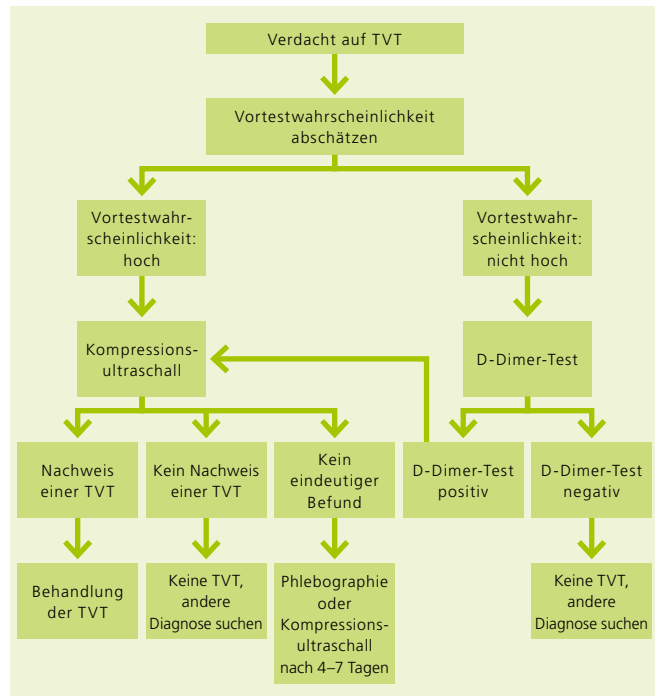 Verdacht auf TVT
Vortestwahrscheinlichkeit
abschätzen
Vortestwahr-
scheinlichkeit:
hoch
Vortestwahr-
scheinlichkeit:
nicht hoch
Kompressions-
ultraschall
D-Dimer-Test
Nachweis
einer TVT
Kein Nachweis
einer TVT
Kein
eindeutiger
Befund
D-Dimer-Test
positiv
D-Dimer-Test
negativ
Behandlung
der TVT
Keine TVT,
andere
Diagnose suchen
Phlebographie
oder
Kompressions-
ultraschall
nach 4–7 Tagen
Keine TVT,
andere
Diagnose suchen